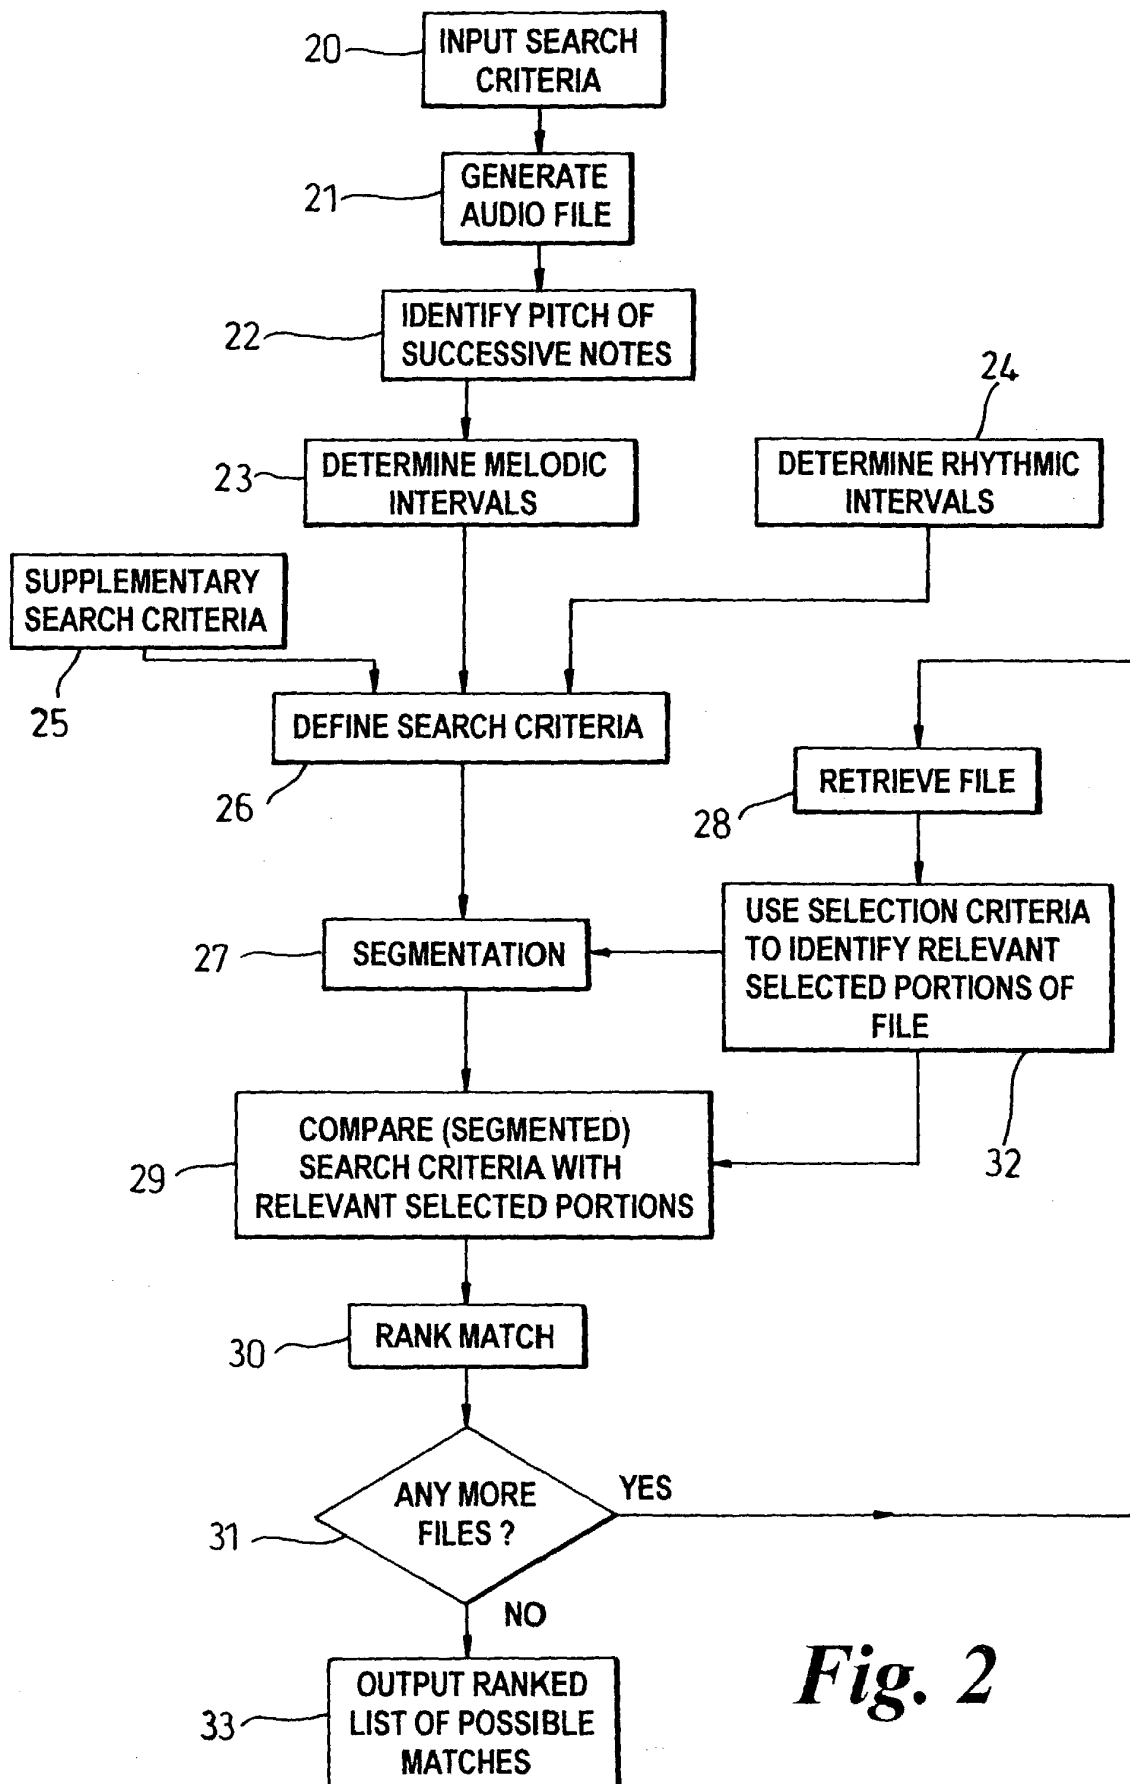 20
INPUT SEARCH
CRITERIA
21
GENERATE
AUDIO FILE
22
IDENTIFY PITCH OF
SUCCESSIVE NOTES
23
DETERMINE MELODIC
INTERVALS
24
DETERMINE RHYTHMIC
INTERVALS
SUPPLEMENTARY
SEARCH CRITERIA
25
DEFINE SEARCH CRITERIA
26
RETRIEVE FILE
28
27
SEGMENTATION
USE SELECTION CRITERIA
TO IDENTIFY RELEVANT
SELECTED PORTIONS OF
FILE
32
29
COMPARE (SEGMENTED)
SEARCH CRITERIA WITH
RELEVANT SELECTED PORTIONS
30
RANK MATCH
31
ANY MORE
FILES ?
YES
NO
33
OUTPUT RANKED
LIST OF POSSIBLE
MATCHES
Fig. 2